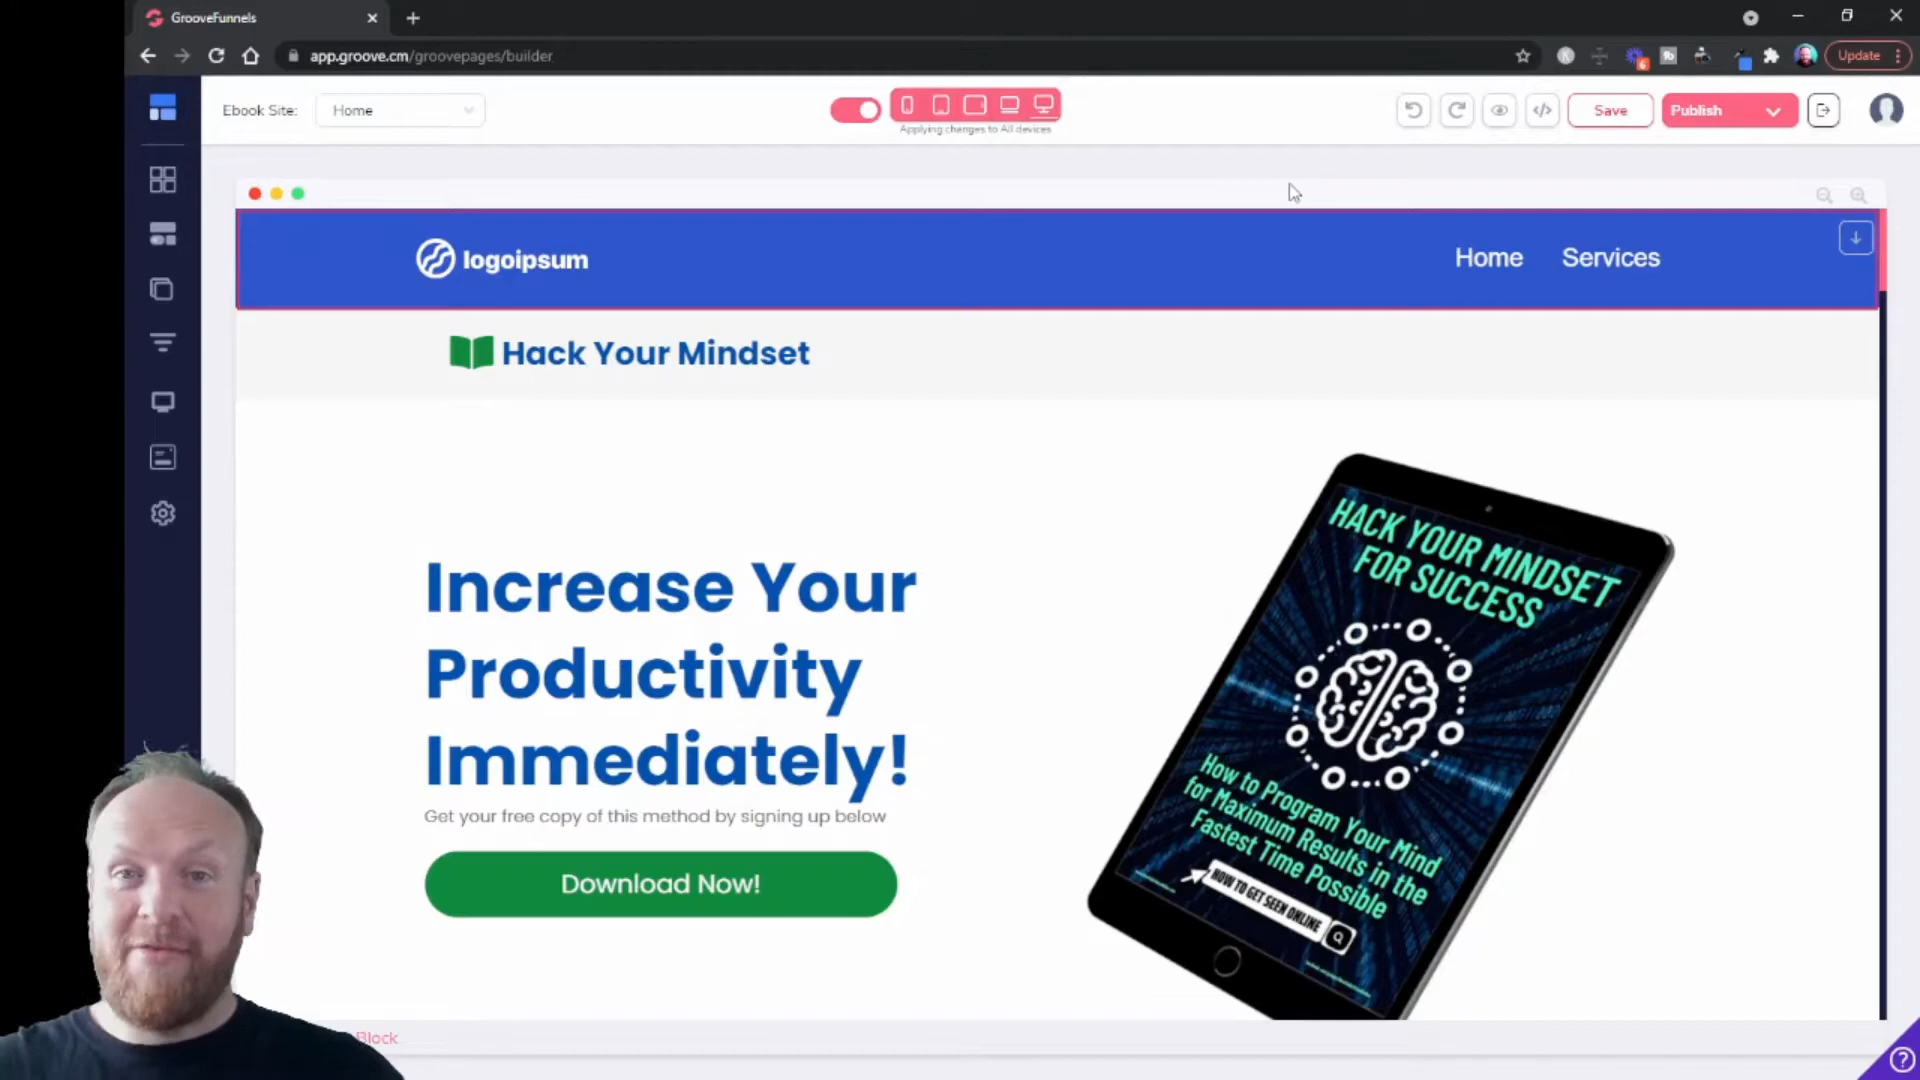 GrooveFunnels
app.groove.cm/groovepages/builder
Update
Ebook Site:
Home
Applying changes to All devices
Save
Publish
logoipsum
Home
Services
Hack Your Mindset
Increase Your
Productivity
Immediately!
Get your free copy of this method by signing up below
Download Now!
HACK YOUR MINDSET
FOR SUCCESS
How to Program Your Mind
for Maximum Results in the
Fastest Time Possible
HOW TO GET SEEN ONLINE
Block